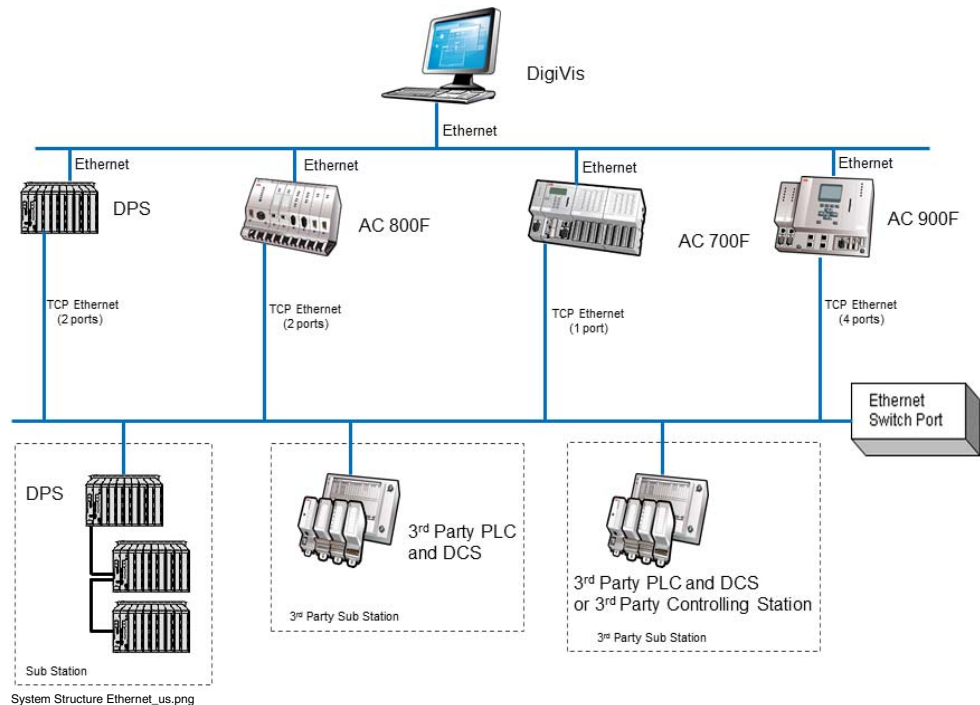 DigiVis
Ethernet
Ethernet
Ethernet
Ethernet
Ethernet
DPS
AC 800F
AC 700F
AC 900F
TCP Ethernet
(2 ports)
TCP Ethernet
(2 ports)
TCP Ethernet
(1 port)
TCP Ethernet
(4 ports)
Ethernet
Switch Port
DPS
Sub Station
3rd Party PLC
and DCS
3rd Party Sub Station
3rd Party PLC and DCS
or 3rd Party Controlling Station
3rd Party Sub Station
System Structure Ethernet_us.png